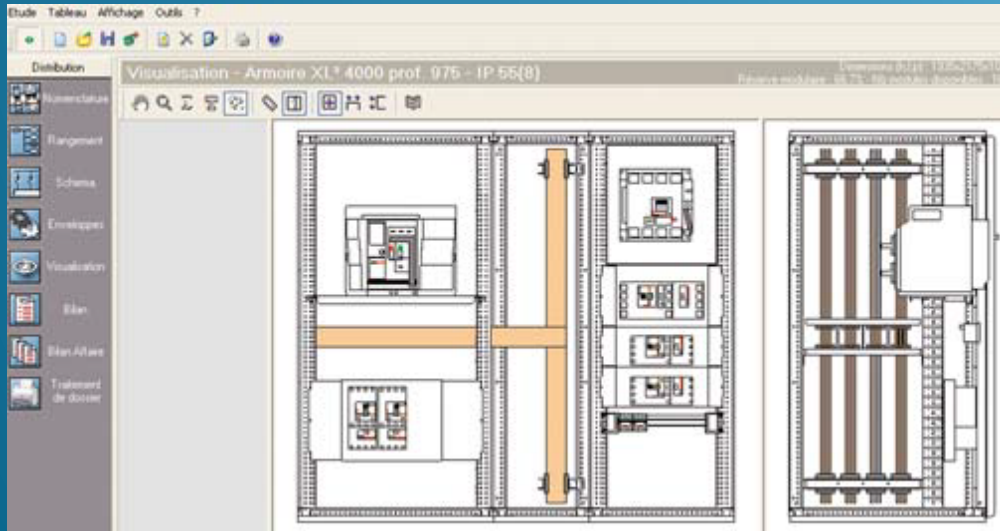 Etude Tableau Affichage Outils ?
Distribution
Visualisation - Armoire XL³ 4000 prof. 975 - IP 55(8)
Nomenclature
Rangement
Schema
Enveloppes
Visualisation
Bilan
Bilan Affaire
Traitement
de dossier